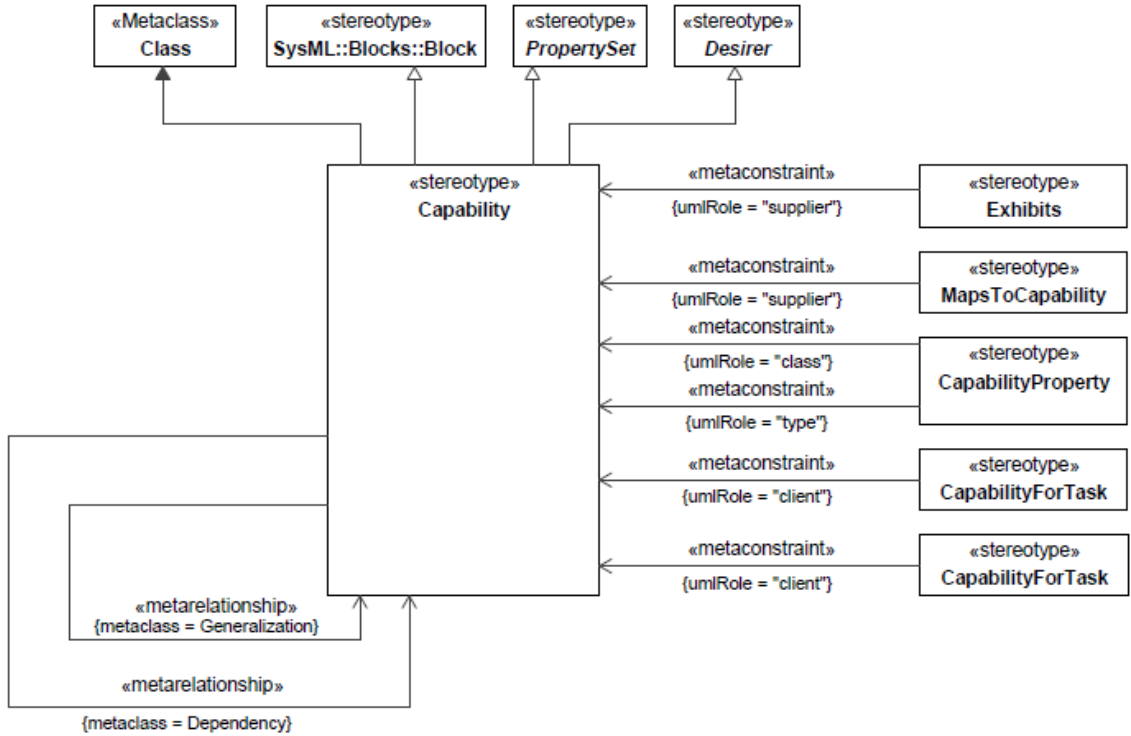 «Metaclass»
Class
«stereotype»
SysML::Blocks::Block
«stereotype»
PropertySet
«stereotype»
Desirer
«stereotype»
Capability
«metaconstraint»
{umlRole = "supplier"}
«stereotype»
Exhibits
«metaconstraint»
{umlRole = "supplier"}
«stereotype»
MapsToCapability
«metaconstraint»
{umlRole = "class"}
«metaconstraint»
{umlRole = "type"}
«stereotype»
CapabilityProperty
«metaconstraint»
{umlRole = "client"}
«stereotype»
CapabilityForTask
«metaconstraint»
{umlRole = "client"}
«stereotype»
CapabilityForTask
«metarelationship»
{metaclass = Generalization}
«metarelationship»
{metaclass = Dependency}